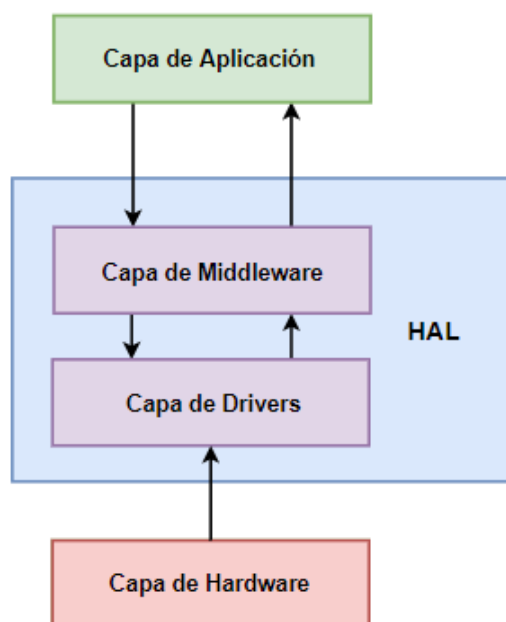 Capa de Aplicación
Capa de Middleware
HAL
Capa de Drivers
Capa de Hardware